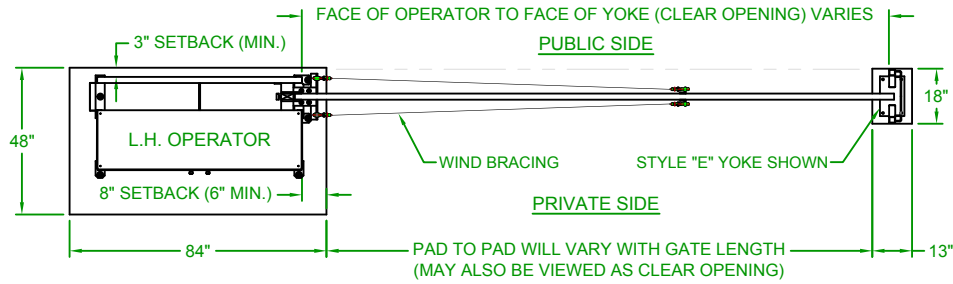 FACE OF OPERATOR TO FACE OF YOKE (CLEAR OPENING) VARIES
3" SETBACK (MIN.)
PUBLIC SIDE
48"
L.H. OPERATOR
18"
WIND BRACING
STYLE "E" YOKE SHOWN
8" SETBACK (6" MIN.)
PRIVATE SIDE
84"
PAD TO PAD WILL VARY WITH GATE LENGTH
(MAY ALSO BE VIEWED AS CLEAR OPENING)
13"